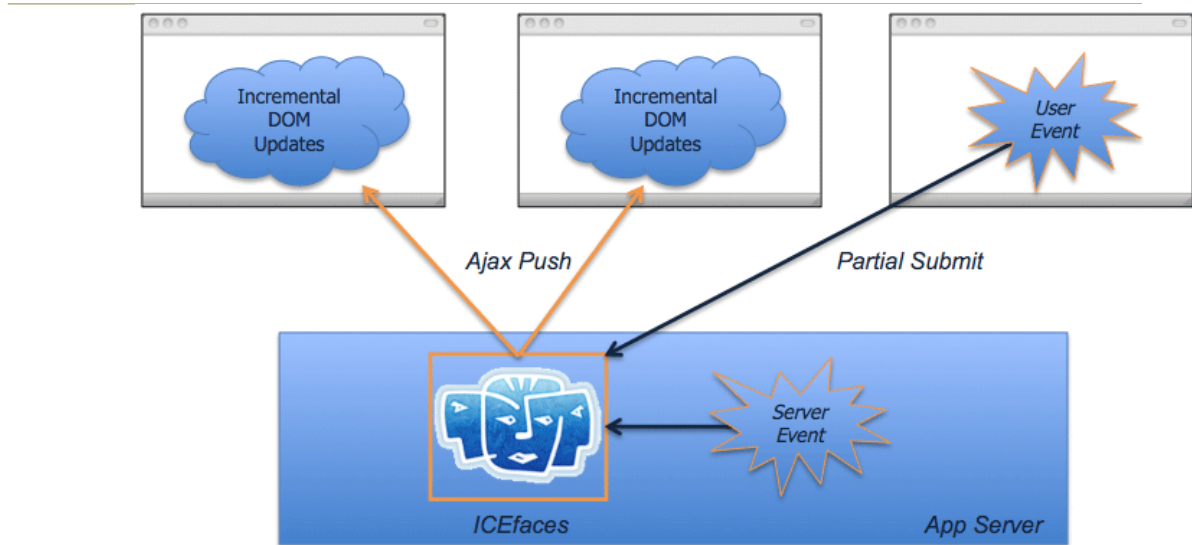 Incremental
DOM
Updates
Incremental
DOM
Updates
User
Event
Ajax Push
Partial Submit
Server
Event
ICEfaces
App Server